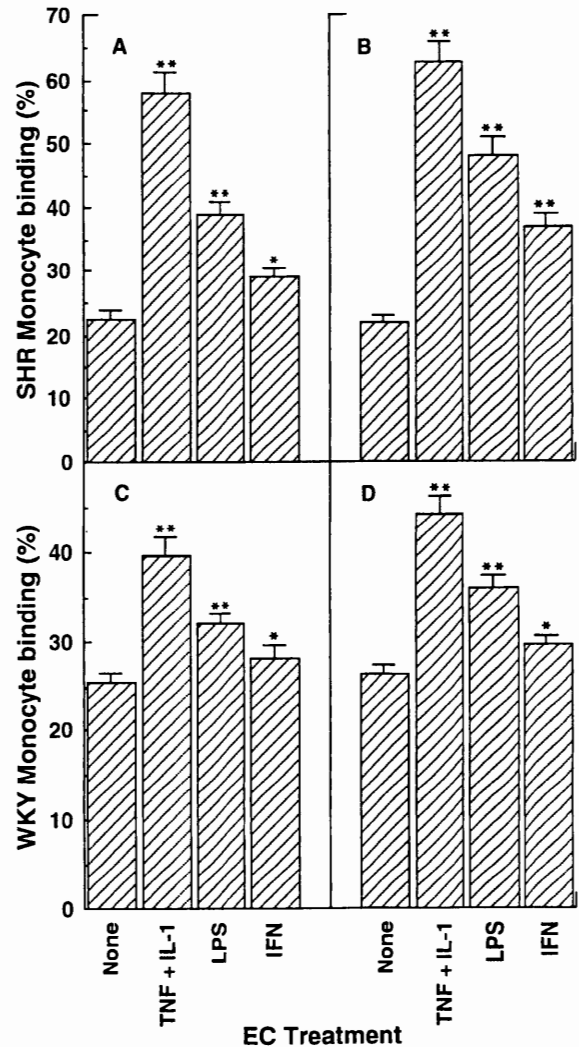 70
60
50
40
30
20
10
0
SHR Monocyte binding (%)
A
**
**
*
B
**
**
**
40
30
20
10
0
WKY Monocyte binding (%)
C
**
**
*
D
**
**
*
None
TNF + IL-1
LPS
IFN
None
TNF + IL-1
LPS
IFN
EC Treatment